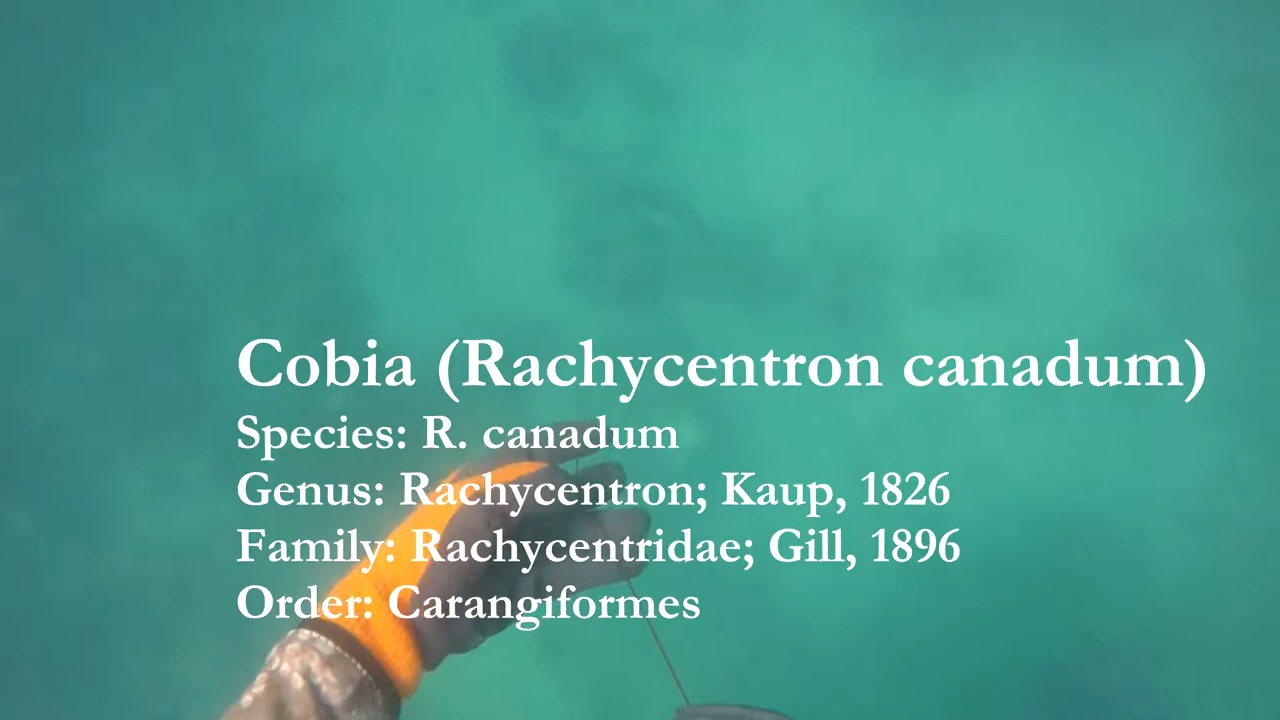 Cobia (Rachycentron canadum)
Species: R. canadum
Genus: Rachycentron; Kaup, 1826
Family: Rachycentridae; Gill, 1896
Order: Carangiformes